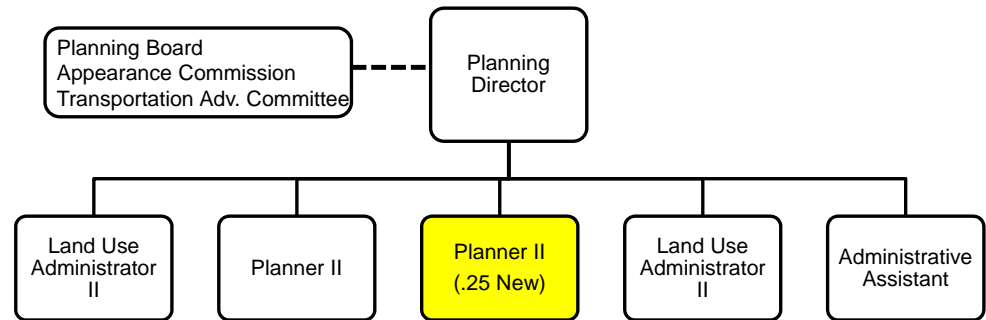 Planning Board
Appearance Commission
Transportation Adv. Committee
Planning
Director
Land Use
Administrator
II
Planner II
Planner II
(.25 New)
Land Use
Administrator
II
Administrative
Assistant